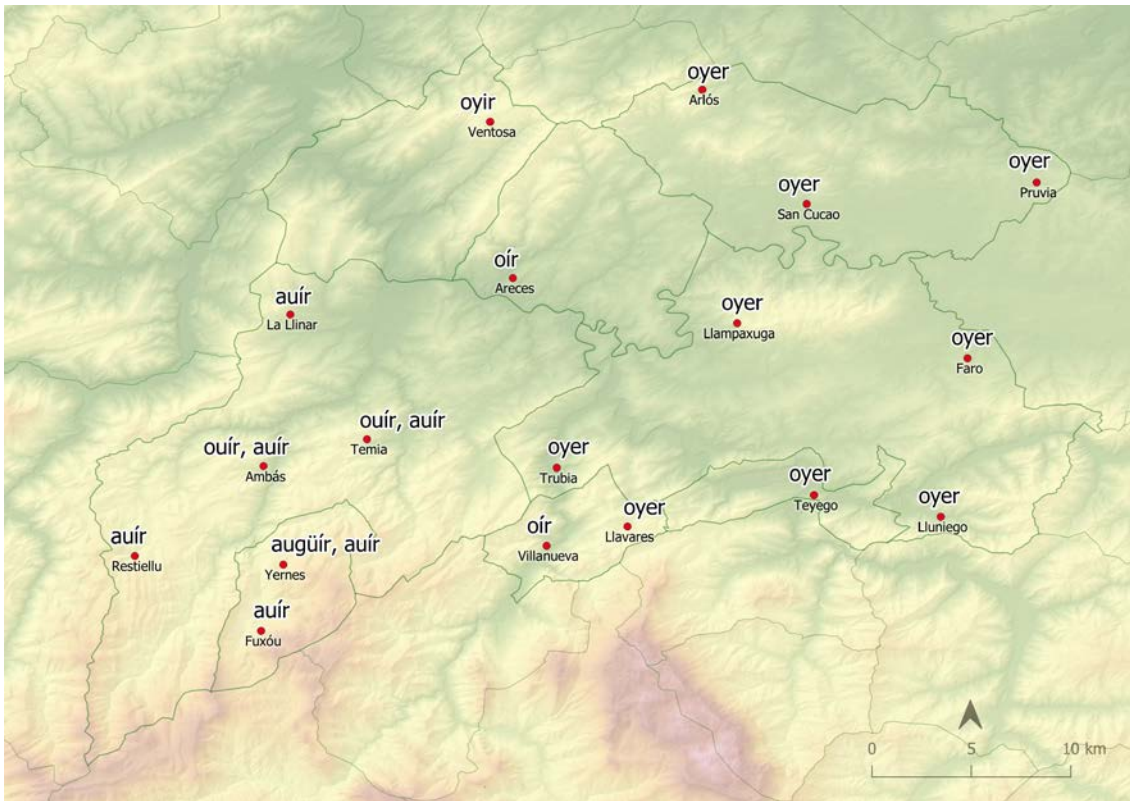 oyer
Arlós
oyir
Ventosa
oyer
Pruvia
oyer
San Cucao
oír
Areces
auír
La Llinar
oyer
Llampaxuga
oyer
Faro
ouír, auír
Temia
ouír, auír
Ambás
oyer
Trubia
oyer
Teyego
oyer
Lluniego
oyer
Llavares
oír
Villanueva
auír
Restiellu
augüír, auír
Yernes
auír
Fuxóu
0 5 10 km